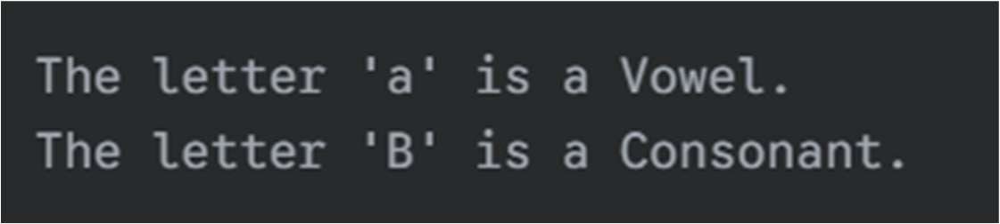 The letter 'a' is a Vowel.
The letter 'B' is a Consonant.